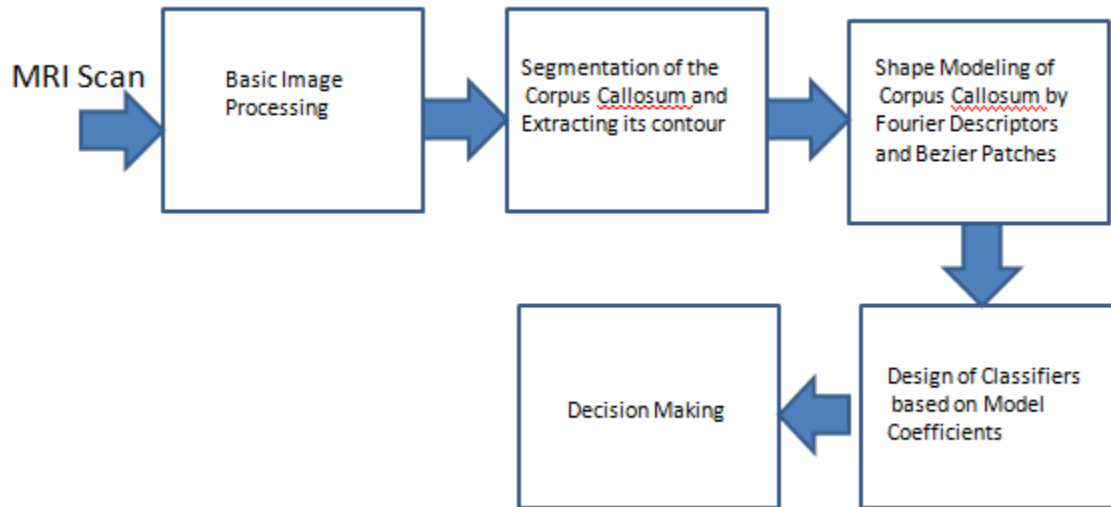 MRI Scan
Basic Image
Processing
Segmentation of the
Corpus Callosum and
Extracting its contour
Shape Modeling of
Corpus Callosum by
Fourier Descriptors
and Bezier Patches
Design of Classifiers
based on Model
Coefficients
Decision Making